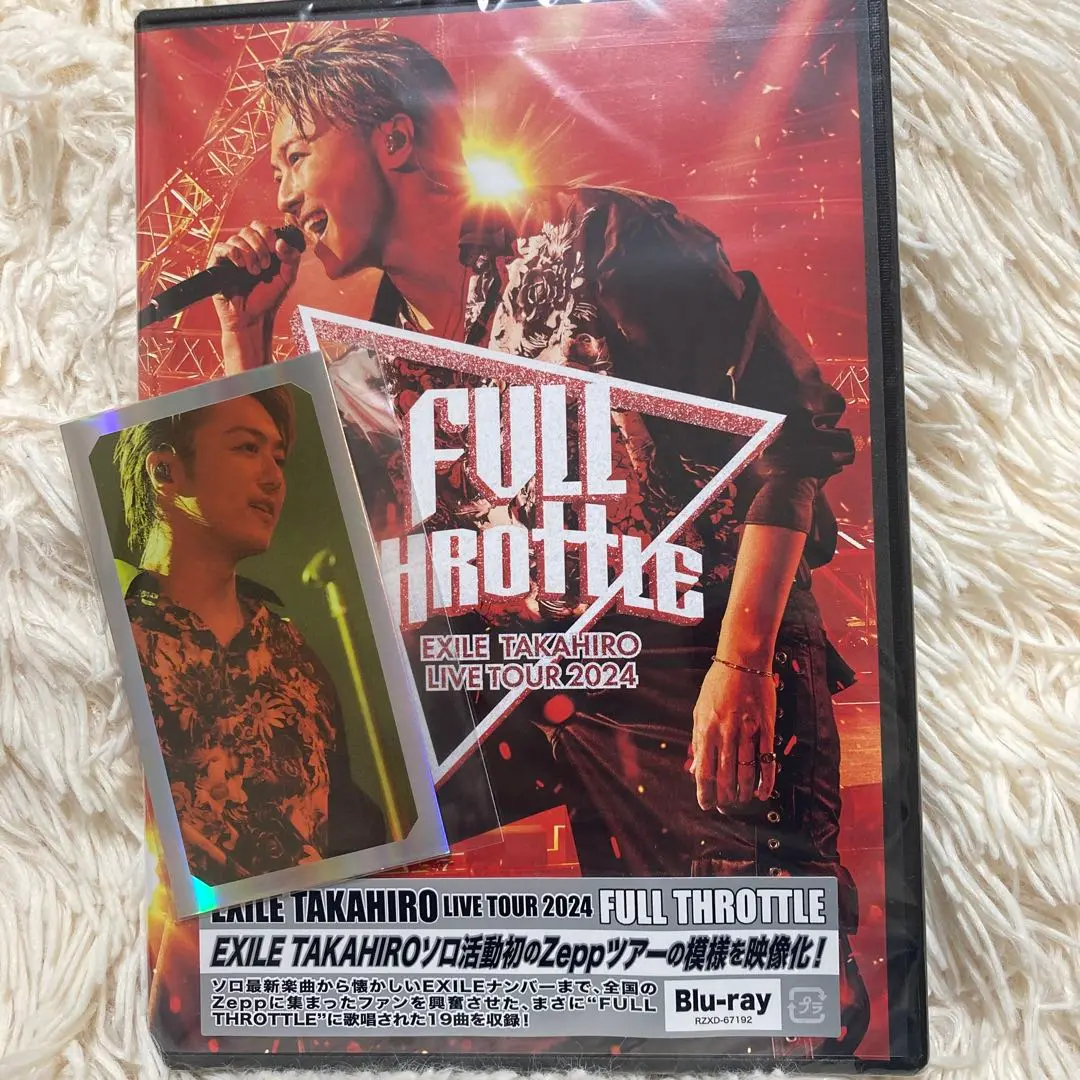 FULL
THROTTLE
EXILE TAKAHIRO
LIVE TOUR 2024
EXILE TAKAHIRO LIVE TOUR 2024 FULL THROTTLE
EXILE TAKAHIROソロ活動初のZeppツアーの模様を映像化!
ソロ最新楽曲から懐かしいEXILEナンバーまで、全国の
Zeppに集まったファンを興奮させた、まさに“FULL
THROTTLE”に歌唱された19曲を収録!
Blu-ray
RZXD-67192
プラ